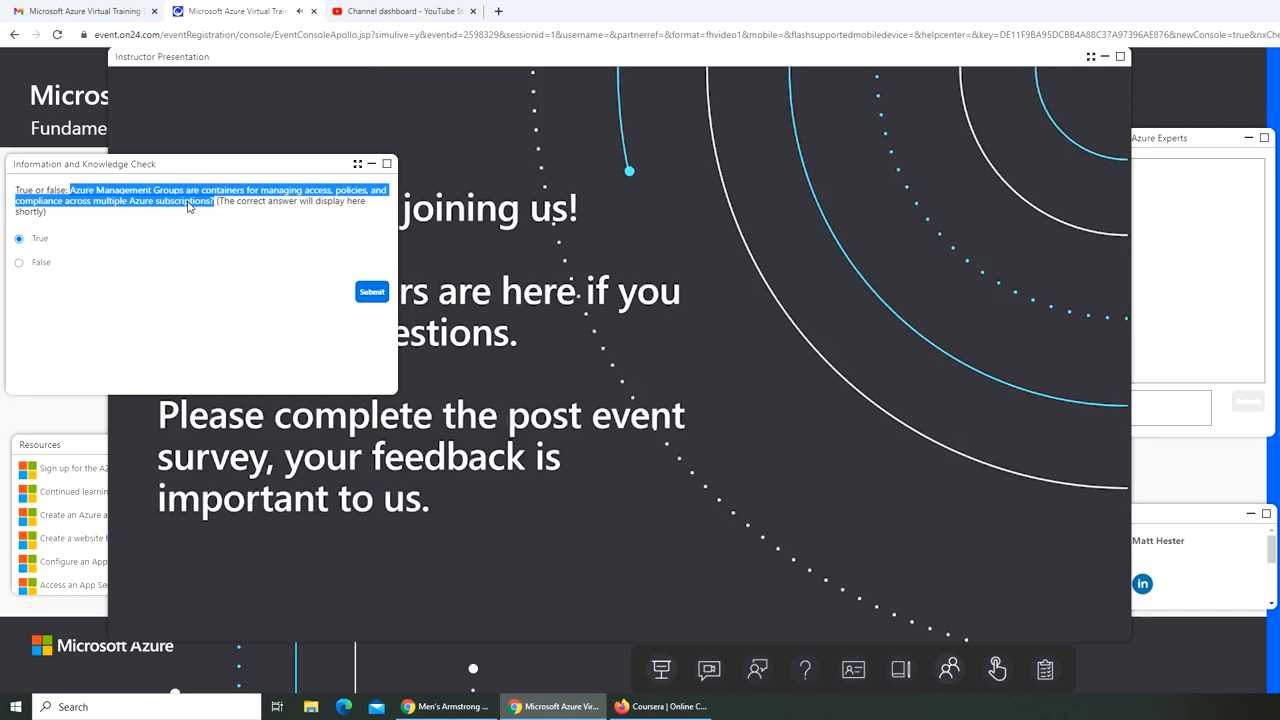 Microsoft Azure Virtual Training D
Microsoft Azure Virtual Train
Channel dashboard - YouTube St
event.on24.com/eventRegistration/console/EventConsoleApollo.jsp?simulive=y&eventid=2598329&sessionid=1&username=&partnerref=&format=fhvideo1&mobile=&flashsupportedmobiledevice=&helpcenter=&key=DE11F9BA95DCBB4A88C37A97396AE876&newConsole=true&nxChe
Instructor Presentation
Micros
Fundame
Information and Knowledge Check
True or false: Azure Management Groups are containers for managing access, policies, and
compliance across multiple Azure subscriptions? (The correct answer will display here
shortly)
True
False
Submit
joining us!
rs are here if you
estions.
Please complete the post event
survey, your feedback is
important to us.
Azure Experts
Submit
Resources
Sign up for the AZ
Continued learnin
Create an Azure a
Create a website h
Configure an App
Access an App Se
Matt Hester
in
Microsoft Azure
Search
Men's Armstrong ...
Microsoft Azure Vir...
Coursera | Online C...